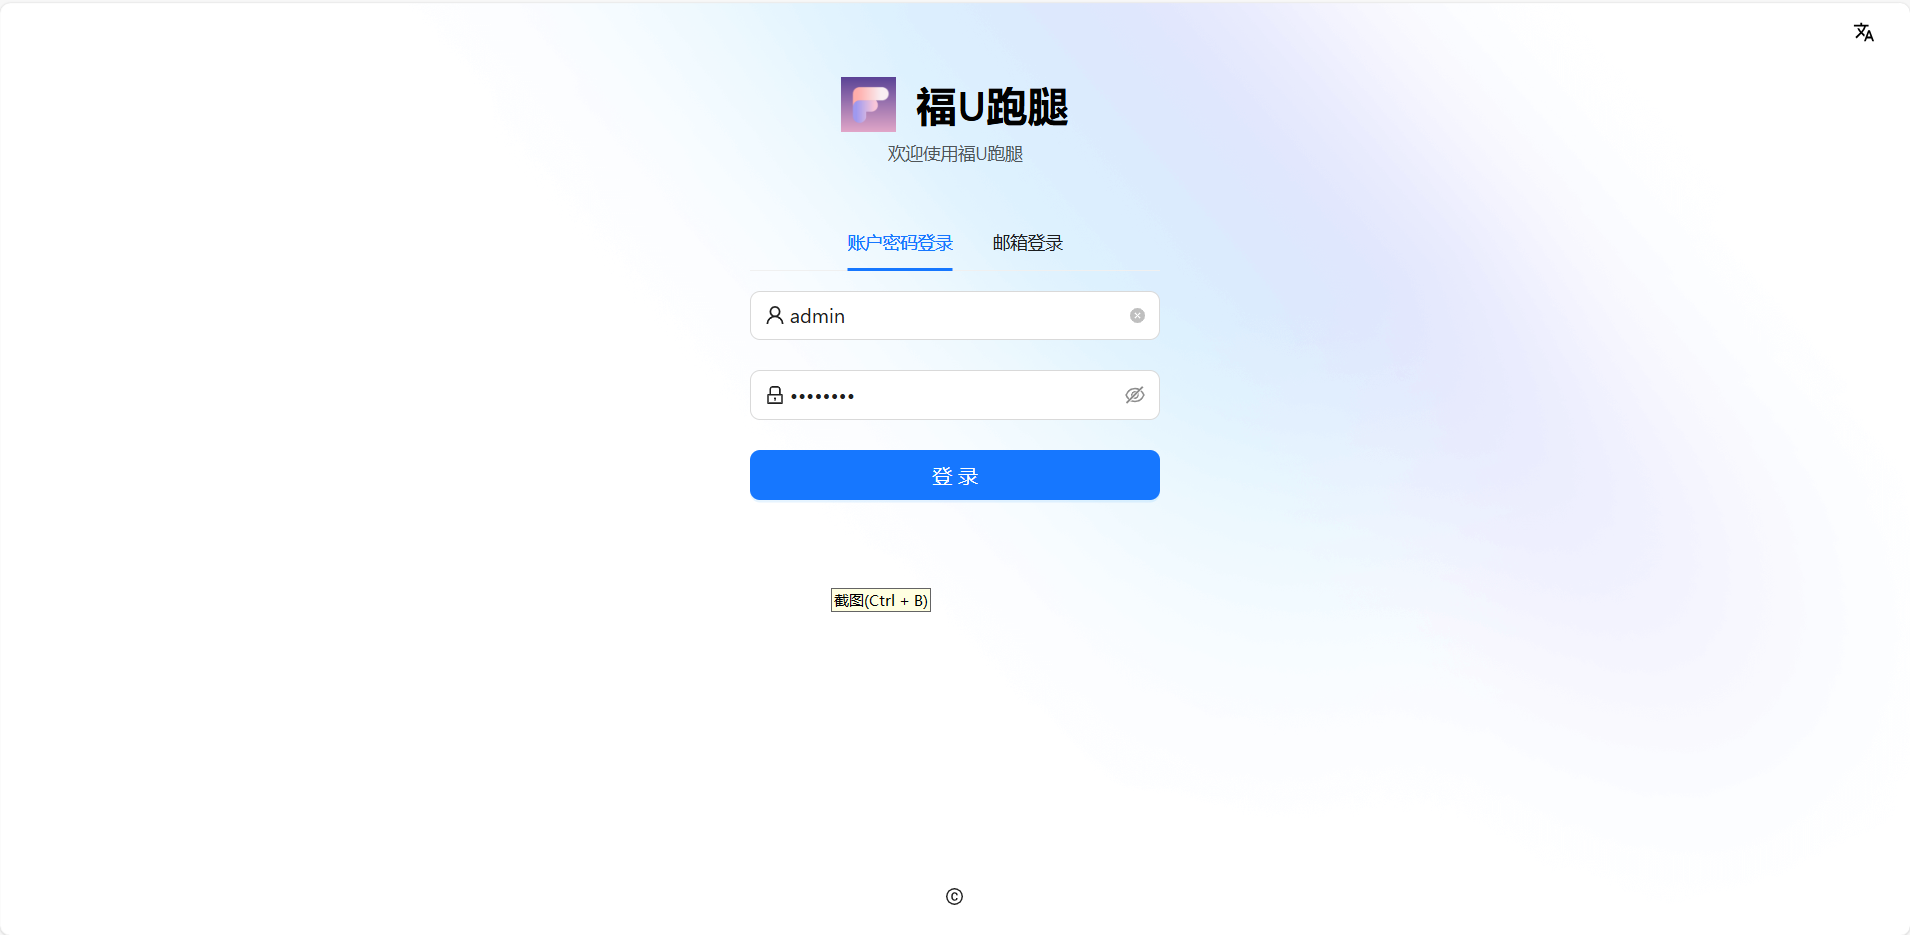 福U跑腿
欢迎使用福U跑腿
账户密码登录 邮箱登录
admin
••••••••
登 录
截图(Ctrl + B)
©